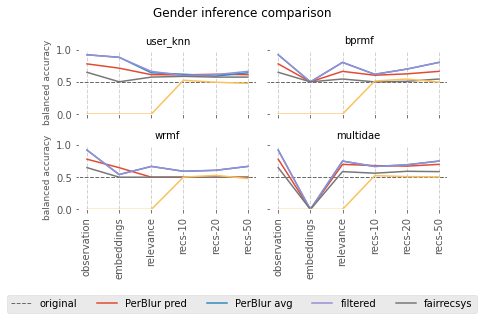 Gender inference comparison
user_knn
bprmf
balanced accuracy
1.0
0.5
0.0
wrmf
multidae
balanced accuracy
1.0
0.5
0.0
observation
embeddings
relevance
recs-10
recs-20
recs-50
observation
embeddings
relevance
recs-10
recs-20
recs-50
original PerBlur pred PerBlur avg filtered fairrecsys